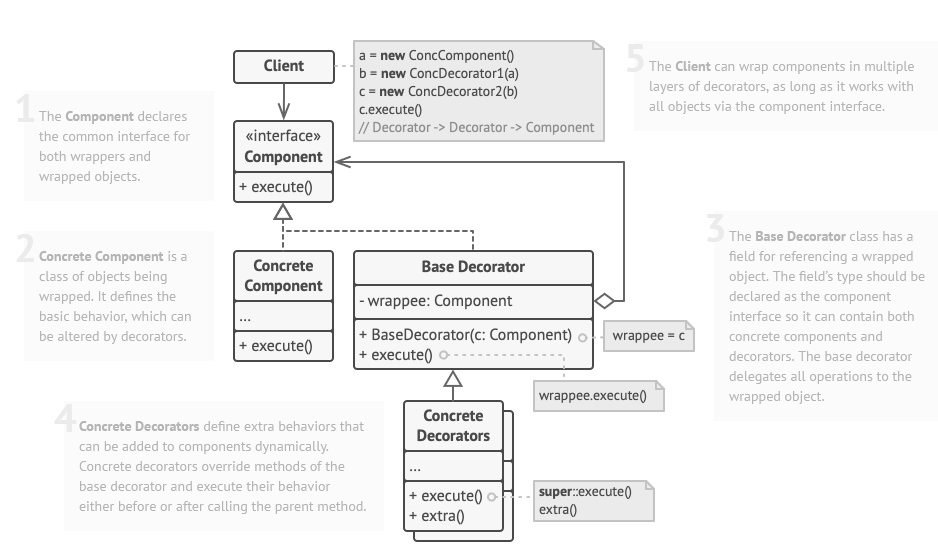 Client
a = new ConcComponent()
b = new ConcDecorator1(a)
c = new ConcDecorator2(b)
c.execute()
// Decorator -> Decorator -> Component
5
The Client can wrap components in multiple
layers of decorators, as long as it works with
all objects via the component interface.
1
The Component declares
the common interface for
both wrappers and
wrapped objects.
«interface»
Component
+ execute()
2
Concrete Component is a
class of objects being
wrapped. It defines the
basic behavior, which can
be altered by decorators.
Concrete
Component
...
+ execute()
Base Decorator
- wrappee: Component
+ BaseDecorator(c: Component)
+ execute()
wrappee = c
wrappee.execute()
3
The Base Decorator class has a
field for referencing a wrapped
object. The field's type should be
declared as the component
interface so it can contain both
concrete components and
decorators. The base decorator
delegates all operations to the
wrapped object.
4
Concrete Decorators define extra behaviors that
can be added to components dynamically.
Concrete decorators override methods of the
base decorator and execute their behavior
either before or after calling the parent method.
Concrete
Decorators
...
+ execute()
+ extra()
super::execute()
extra()